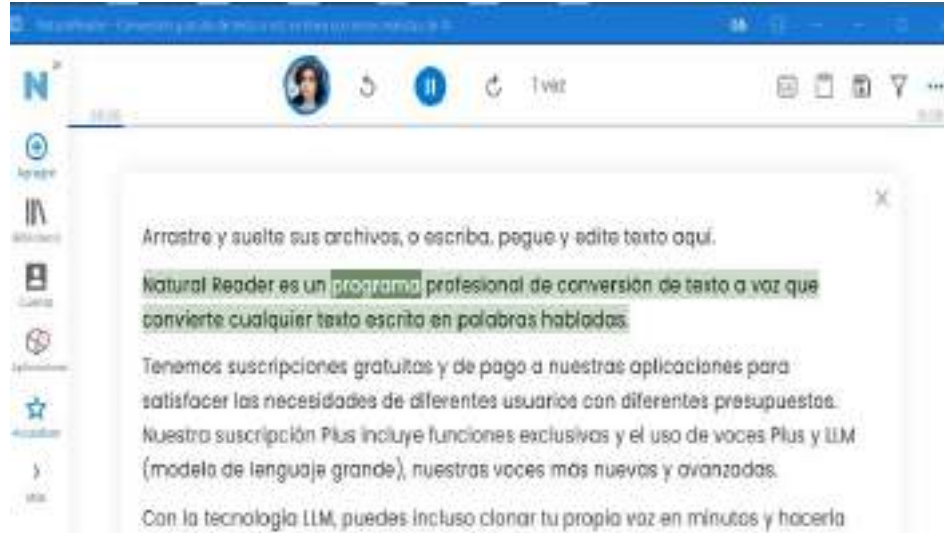 N
1 vez
Agregar
Arrastre y suelte sus archivos, o escriba, pegue y edite texto aquí.
Natural Reader es un programa profesional de conversión de texto a voz que
convierte cualquier texto escrito en palabras habladas.
Tenemos suscripciones gratuitas y de pago a nuestras aplicaciones para
satisfacer las necesidades de diferentes usuarios con diferentes presupuestos.
Nuestra suscripción Plus incluye funciones exclusivas y el uso de voces Plus y LLM
(modelo de lenguaje grande), nuestras voces más nuevas y avanzadas.
Con la tecnología LLM, puedes incluso clonar tu propia voz en minutos y hacerla